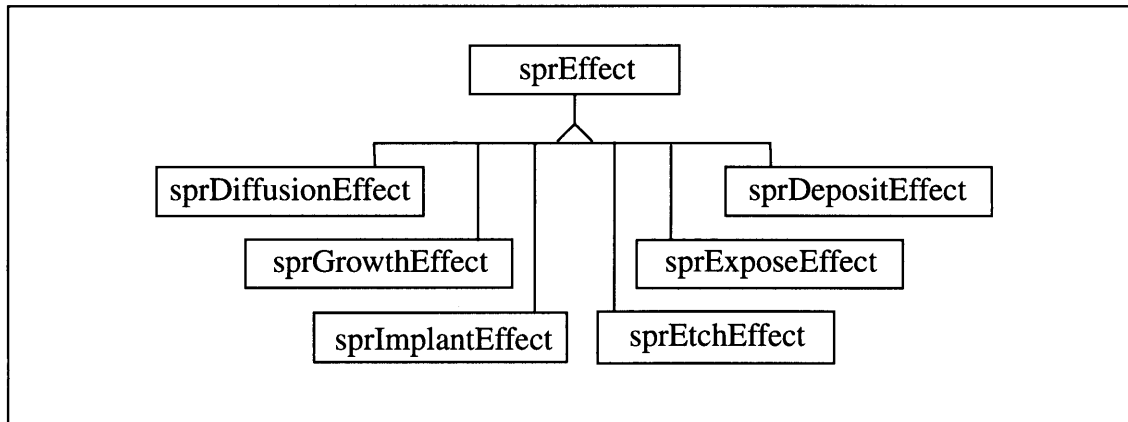 sprEffect
sprDiffusionEffect
sprDepositEffect
sprGrowthEffect
sprExposeEffect
sprImplantEffect
sprEtchEffect